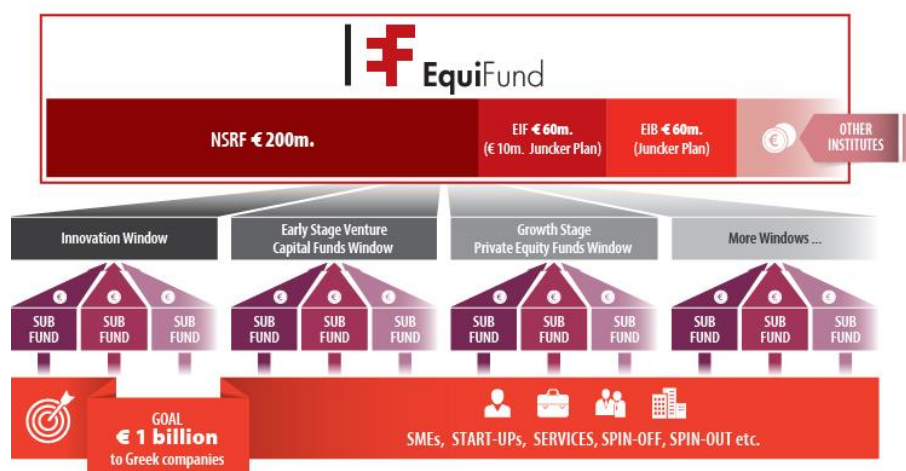 EquiFund
NSRF € 200m.
EIF € 60m.
(€ 10m. Juncker Plan)
EIB € 60m.
(Juncker Plan)
€
OTHER
INSTITUTES
Innovation Window
Early Stage Venture
Capital Funds Window
Growth Stage
Private Equity Funds Window
More Windows ...
€ € € € € € € € € € € €
SUB
FUND
SUB
FUND
SUB
FUND
SUB
FUND
SUB
FUND
SUB
FUND
SUB
FUND
SUB
FUND
SUB
FUND
SUB
FUND
SUB
FUND
SUB
FUND
GOAL
€ 1 billion
to Greek companies
SMEs, START-UPs, SERVICES, SPIN-OFF, SPIN-OUT etc.